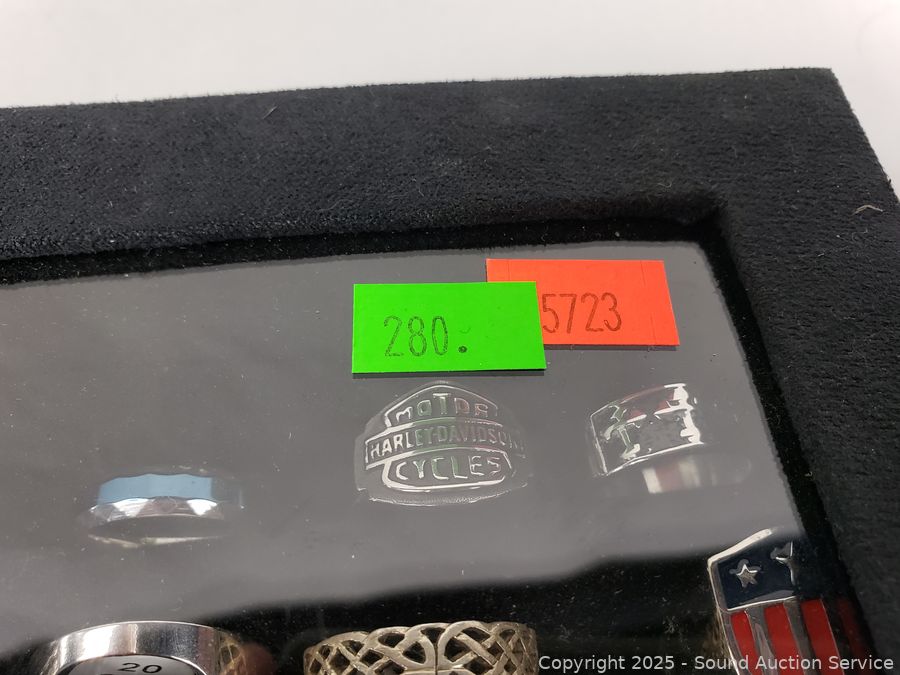 280.
5723
MOTOR
HARLEY-DAVIDSON
CYCLES
20
Copyright © 2025 - Sound Auction Service